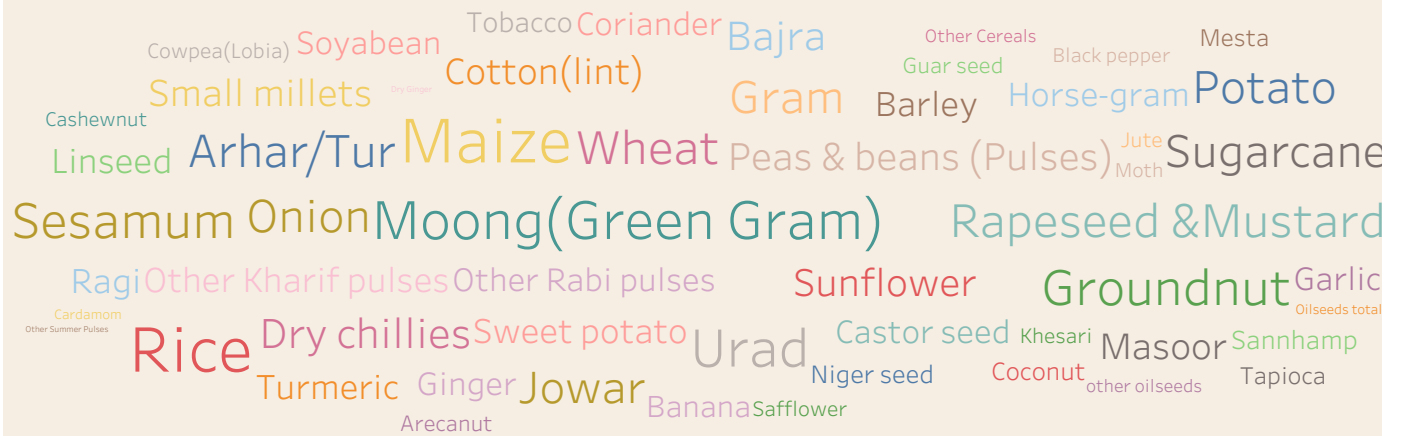 Tobacco Coriander Bajra Other Cereals Mesta
Cowpea(Lobia) Soyabean Black pepper
Small millets Dry Ginger Cotton(lint) Guar seed
Gram Barley Horse-gram Potato
Cashewnut
Linseed Arhar/Tur Maize Wheat Peas & beans (Pulses) Jute Moth Sugarcane
Sesamum Onion Moong(Green Gram) Rapeseed &Mustard
Ragi Other Kharif pulses Other Rabi pulses Sunflower Groundnut Garlic
Cardamom Oilseeds total
Other Summer Pulses
Rice Dry chillies Sweet potato Urad Castor seed Khesari Masoor Sannhamp
Turmeric Ginger Jowar Niger seed Coconut other oilseeds Tapioca
Banana Safflower
Arecanut